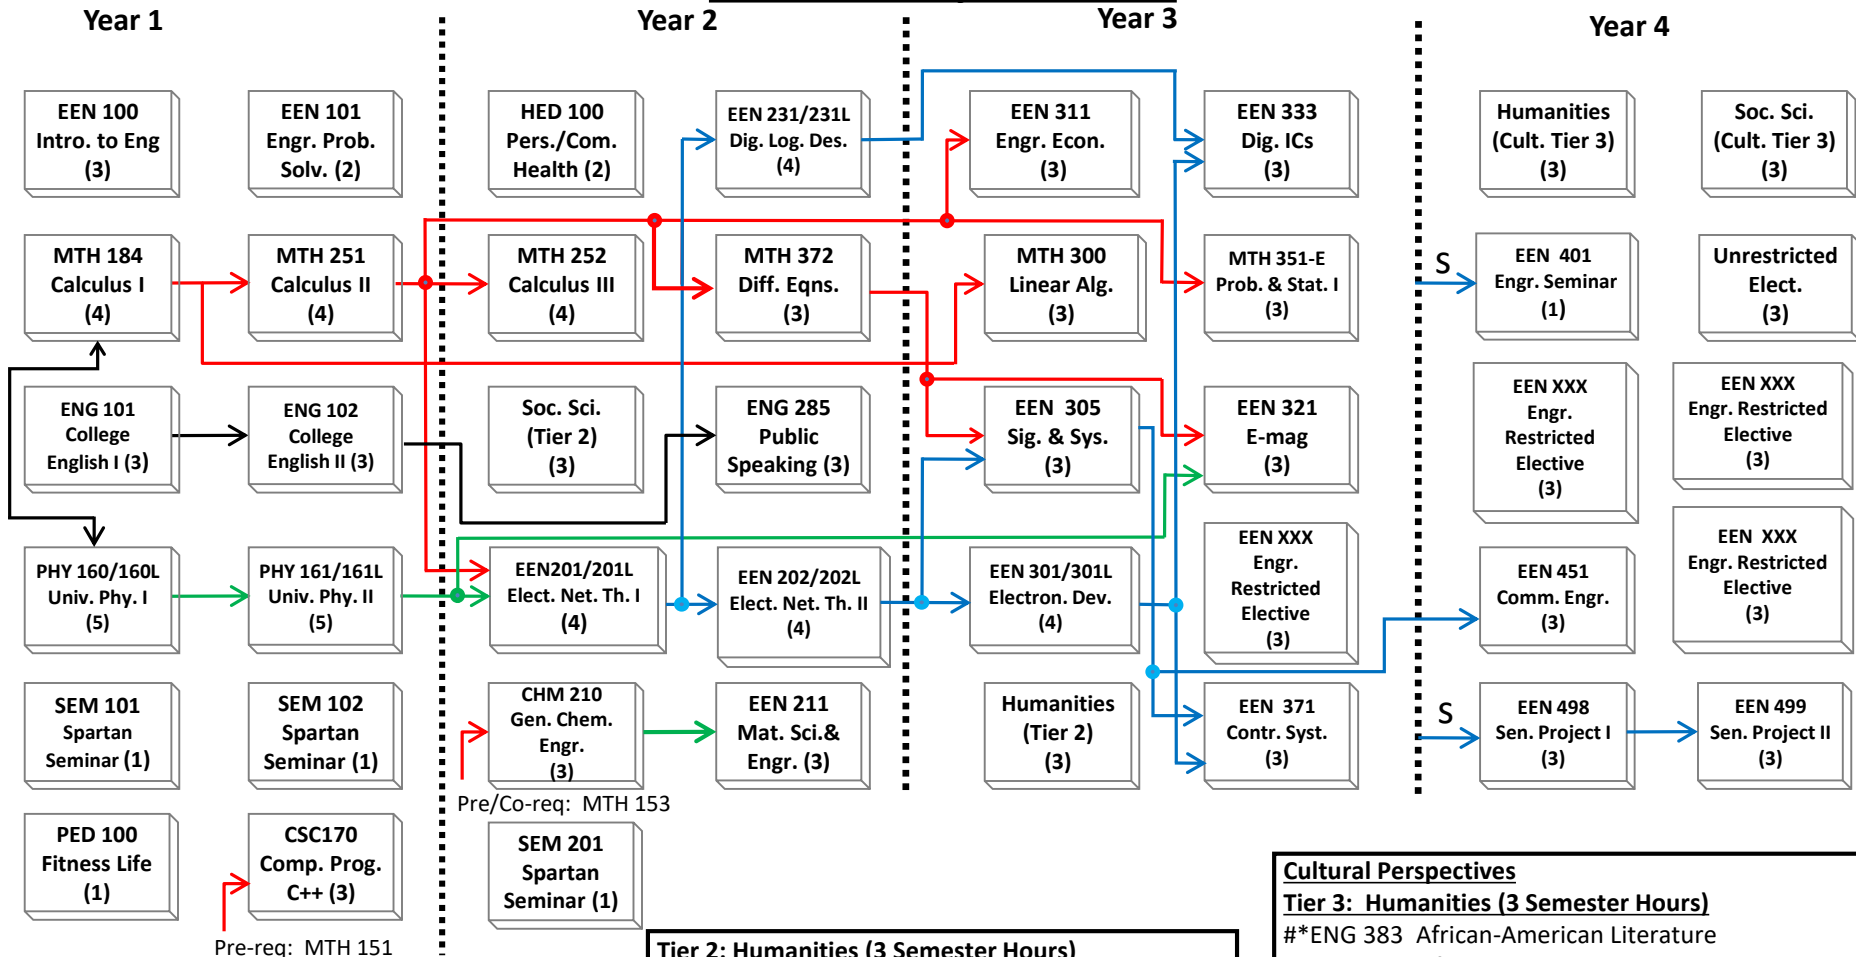 Year 1
Year 2
Year 3
Year 4
EEN 100
Intro. to Eng
(3)
EEN 101
Engr. Prob.
Solv. (2)
HED 100
Pers./Com.
Health (2)
EEN 231/231L
Dig. Log. Des.
(4)
EEN 311
Engr. Econ.
(3)
EEN 333
Dig. ICs
(3)
Humanities
(Cult. Tier 3)
(3)
Soc. Sci.
(Cult. Tier 3)
(3)
MTH 184
Calculus I
(4)
MTH 251
Calculus II
(4)
MTH 252
Calculus III
(4)
MTH 372
Diff. Eqns.
(3)
MTH 300
Linear Alg.
(3)
MTH 351-E
Prob. & Stat. I
(3)
S
EEN 401
Engr. Seminar
(1)
Unrestricted
Elect.
(3)
ENG 101
College
English I (3)
ENG 102
College
English II (3)
Soc. Sci.
(Tier 2)
(3)
ENG 285
Public
Speaking (3)
EEN 305
Sig. & Sys.
(3)
EEN 321
E-mag
(3)
EEN XXX
Engr.
Restricted
Elective
(3)
EEN XXX
Engr. Restricted
Elective
(3)
PHY 160/160L
Univ. Phy. I
(5)
PHY 161/161L
Univ. Phy. II
(5)
EEN201/201L
Elect. Net. Th. I
(4)
EEN 202/202L
Elect. Net. Th. II
(4)
EEN 301/301L
Electron. Dev.
(4)
EEN XXX
Engr.
Restricted
Elective
(3)
EEN 451
Comm. Engr.
(3)
EEN XXX
Engr. Restricted
Elective
(3)
SEM 101
Spartan
Seminar (1)
SEM 102
Spartan
Seminar (1)
CHM 210
Gen. Chem.
Engr.
(3)
EEN 211
Mat. Sci.&
Engr. (3)
Humanities
(Tier 2)
(3)
EEN 371
Contr. Syst.
(3)
S
EEN 498
Sen. Project I
(3)
EEN 499
Sen. Project II
(3)
Pre/Co-req: MTH 153
PED 100
Fitness Life
(1)
CSC170
Comp. Prog.
C++ (3)
SEM 201
Spartan
Seminar (1)
Pre-req: MTH 151
Tier 2: Humanities (3 Semester Hours)
Cultural Perspectives
Tier 3: Humanities (3 Semester Hours)
#*ENG 383 African-American Literature